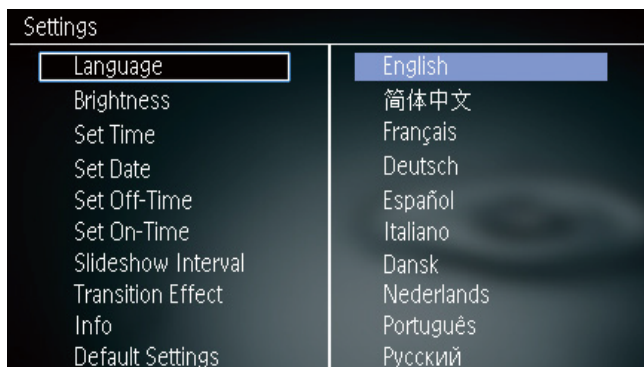 Settings
Language
Brightness
Set Time
Set Date
Set Off-Time
Set On-Time
Slideshow Interval
Transition Effect
Info
Default Settings
English
简体中文
Français
Deutsch
Español
Italiano
Dansk
Nederlands
Português
Русский